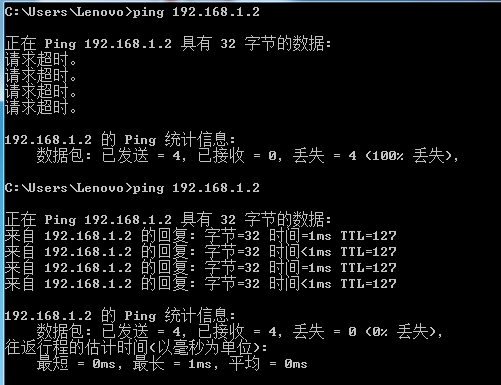 C:\Users\Lenovo>ping 192.168.1.2
正在 Ping 192.168.1.2 具有 32 字节的数据:
请求超时。
请求超时。
请求超时。
请求超时。
192.168.1.2 的 Ping 统计信息:
数据包: 已发送 = 4, 已接收 = 0, 丢失 = 4 (100% 丢失),
C:\Users\Lenovo>ping 192.168.1.2
正在 Ping 192.168.1.2 具有 32 字节的数据:
来自 192.168.1.2 的回复: 字节=32 时间=1ms TTL=127
来自 192.168.1.2 的回复: 字节=32 时间<1ms TTL=127
来自 192.168.1.2 的回复: 字节=32 时间=1ms TTL=127
来自 192.168.1.2 的回复: 字节=32 时间<1ms TTL=127
192.168.1.2 的 Ping 统计信息:
数据包: 已发送 = 4, 已接收 = 4, 丢失 = 0 (0% 丢失),
往返行程的估计时间(以毫秒为单位):
最短 = 0ms, 最长 = 1ms, 平均 = 0ms